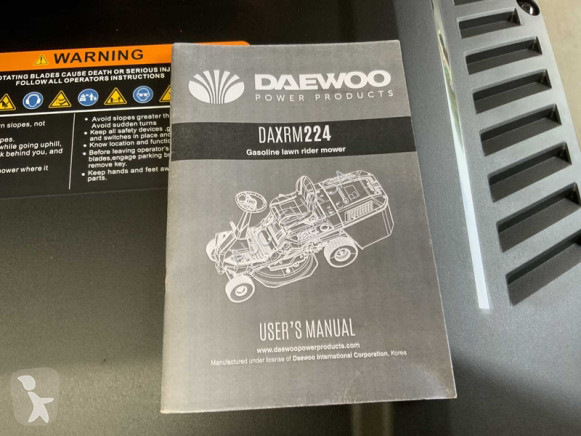 WARNING
ROTATING BLADES CAUSE DEATH OR SERIOUS INJ
FOLLOW ALL OPERATORS INSTRUCTIONS
n slopes, not
opes.
while going uphill,
k behind you, and
mower where it
• Avoid slopes greater th
Avoid sudden turns
• Keep all safety devices
and switches in place and
• Know location and functio
• Before leaving operator's
blades, engage parking b
remove key.
• Keep hands and feet aw
parts.
DAEWOO
POWER PRODUCTS
DAXRM224
Gasoline lawn rider mower
USER'S MANUAL
www.daewoopowerproducts.com
Manufactured under license of Daewoo International Corporation, Korea